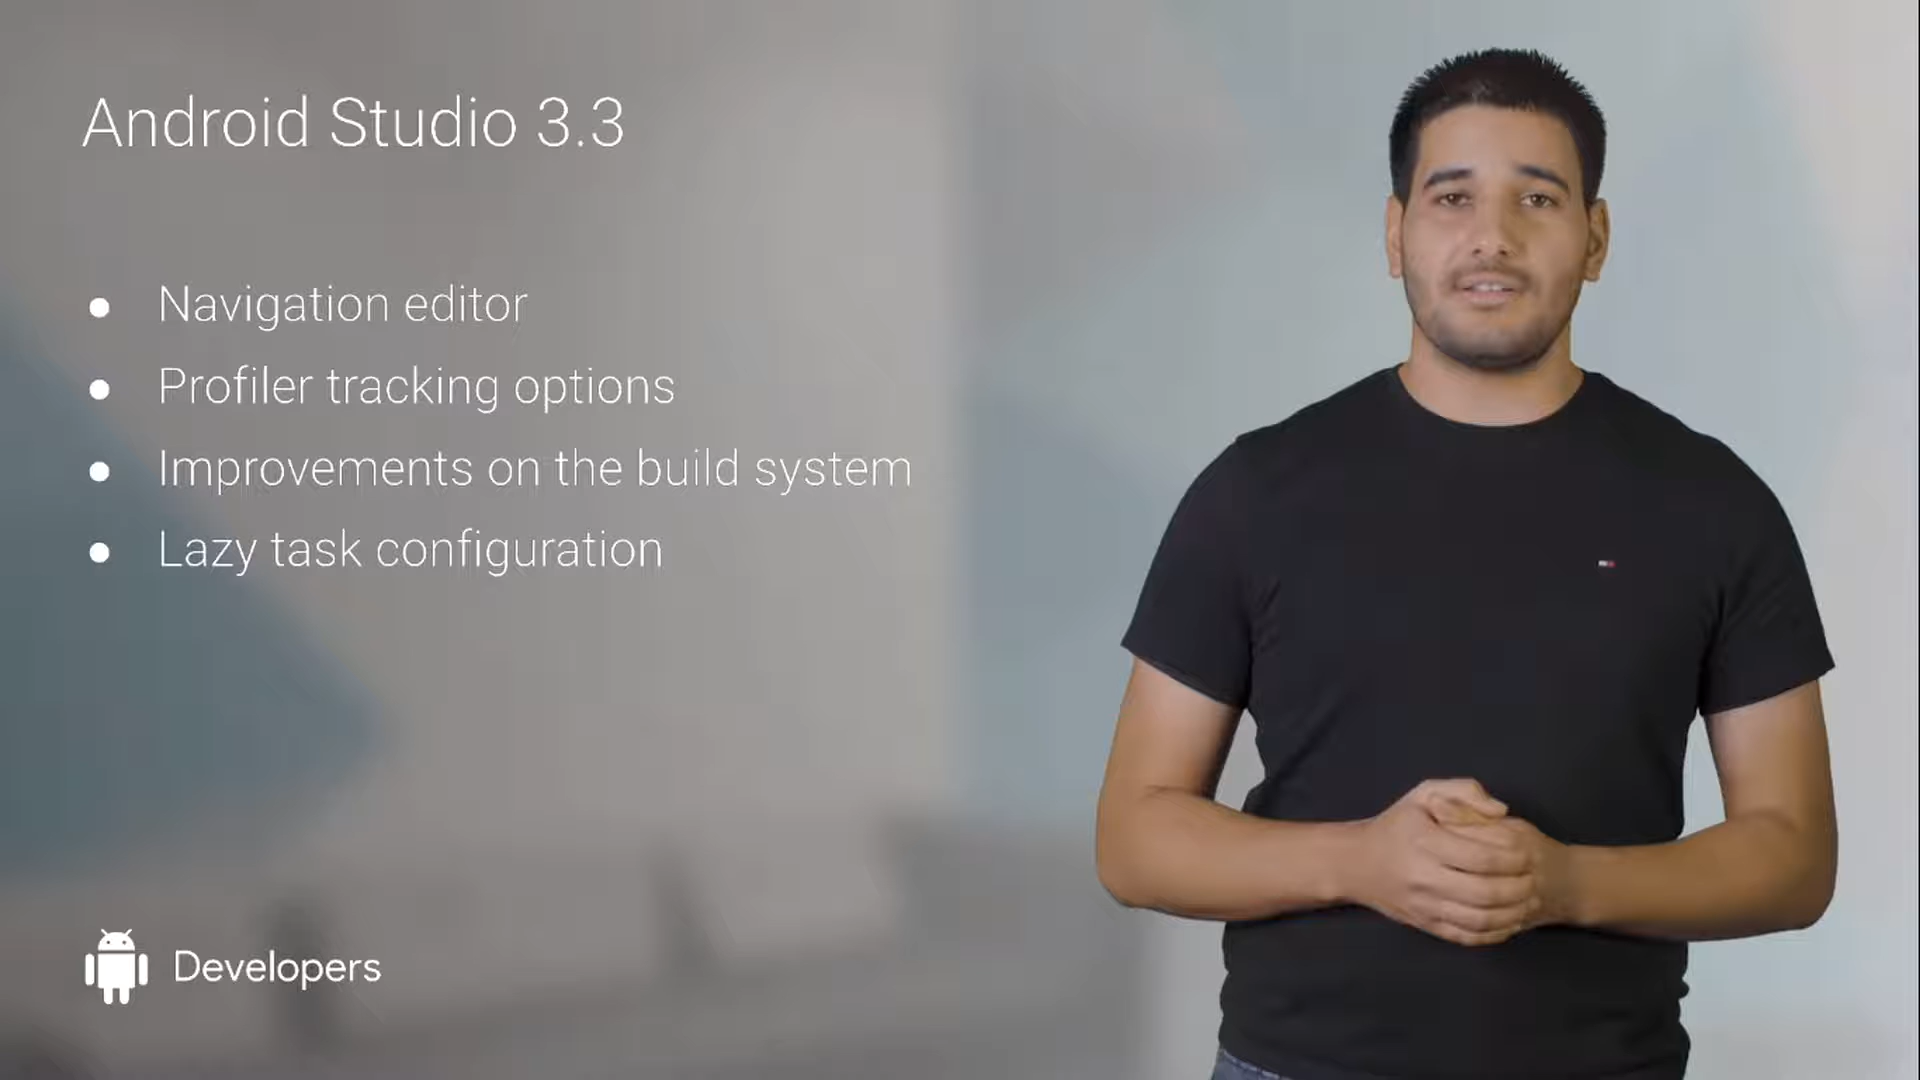 Android Studio 3.3
● Navigation editor
● Profiler tracking options
● Improvements on the build system
● Lazy task configuration
Developers